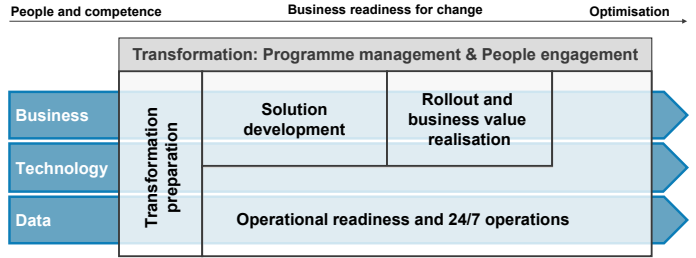 People and competence
Business readiness for change
Optimisation
Transformation: Programme management & People engagement
Business
Technology
Data
Transformation
preparation
Solution
development
Rollout and
business value
realisation
Operational readiness and 24/7 operations